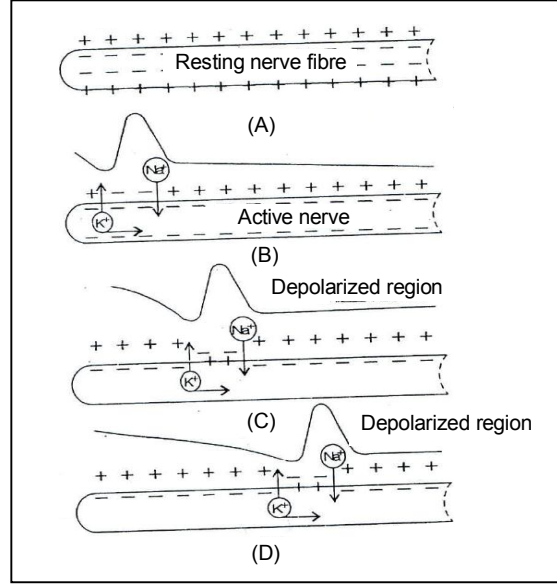 + + + + + + + + + + + +
Resting nerve fibre
+ + + + + + + + + + + +
(A)
Na+
+ − − + + + + + + + + + +
K+
Active nerve
(B)
Depolarized region
Na+
+ + + + − − + + + + + + +
+ +
K+
(C)
Depolarized region
Na+
+ + + + + + + − − + + + +
+ +
K+
(D)